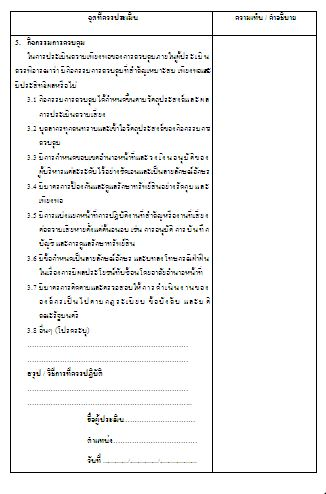 จุดที่ควรประเมิน
ความเห็น / คำอธิบาย
3. กิจกรรมการควบคุม
ในการประเมินความเพียงพอของการควบคุมภายในผู้ประเมิน
ควรพิจารณาว่า มีกิจกรรมการควบคุมที่สำคัญเหมาะสม เพียงพอและ
มีประสิทธิผลหรือไม่
3.1 กิจกรรมการควบคุมได้กำหนดขึ้นตามวัตถุประสงค์และผล
การประเมินความเสี่ยง
3.2 บุคลากรทุกคนทราบและเข้าใจวัตถุประสงค์ของกิจกรรมการ
ควบคุม
3.3 มีการกำหนดขอบเขตอำนาจหน้าที่และวงเงินอนุมัติของ
ผู้บริหารแต่ละระดับไว้อย่างชัดเจนและเป็นลายลักษณ์อักษร
3.4 มีมาตรการป้องกันและดูแลรักษาทรัพย์สินอย่างรัดกุมและ
เพียงพอ
3.5 มีการแบ่งแยกหน้าที่การปฏิบัติงานที่สำคัญหรืองานที่เสี่ยง
ต่อความเสียหายตั้งแต่ต้นจนจบ เช่น การอนุมัติ การบันทึก
บัญชี และการดูแลรักษาทรัพย์สิน
3.6 มีข้อกำหนดเป็นลายลักษณ์อักษร และบทลงโทษกรณีฝ่าฝืน
ในเรื่องการมีผลประโยชน์ทับซ้อนโดยอาศัยอำนาจหน้าที่
3.7 มีมาตรการติดตามและตรวจสอบให้การดำเนินงานของ
องค์กรเป็นไปตามกฎระเบียบ ข้อบังคับ และมติ
คณะรัฐมนตรี
3.8 อื่นๆ (โปรดระบุ)
สรุป / วิธีการที่ควรปฏิบัติ
ชื่อผู้ประเมิน
ตำแหน่ง
วันที่ ............/............/............